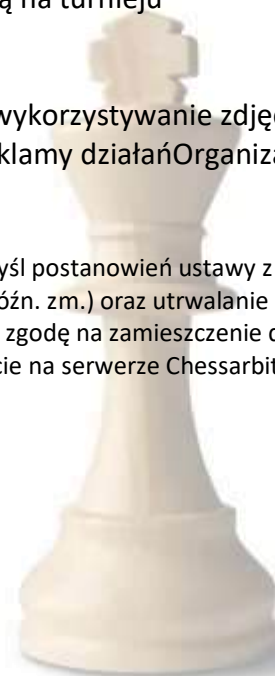 ą na turnieju
wykorzystywanie zdję
klamy działańOrganiza
yśl postanowień ustawy z
óźn. zm.) oraz utrwalanie
zgodę na zamieszczenie d
cie na serwerze Chessarbit